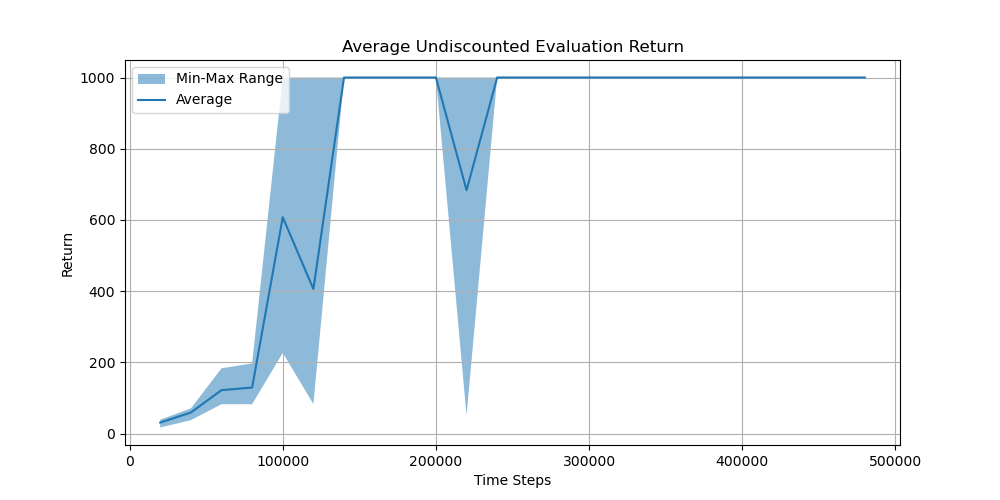 Average Undiscounted Evaluation Return
Min-Max Range
Average
1000
800
600
400
200
0
Return
0 100000 200000 300000 400000 500000
Time Steps